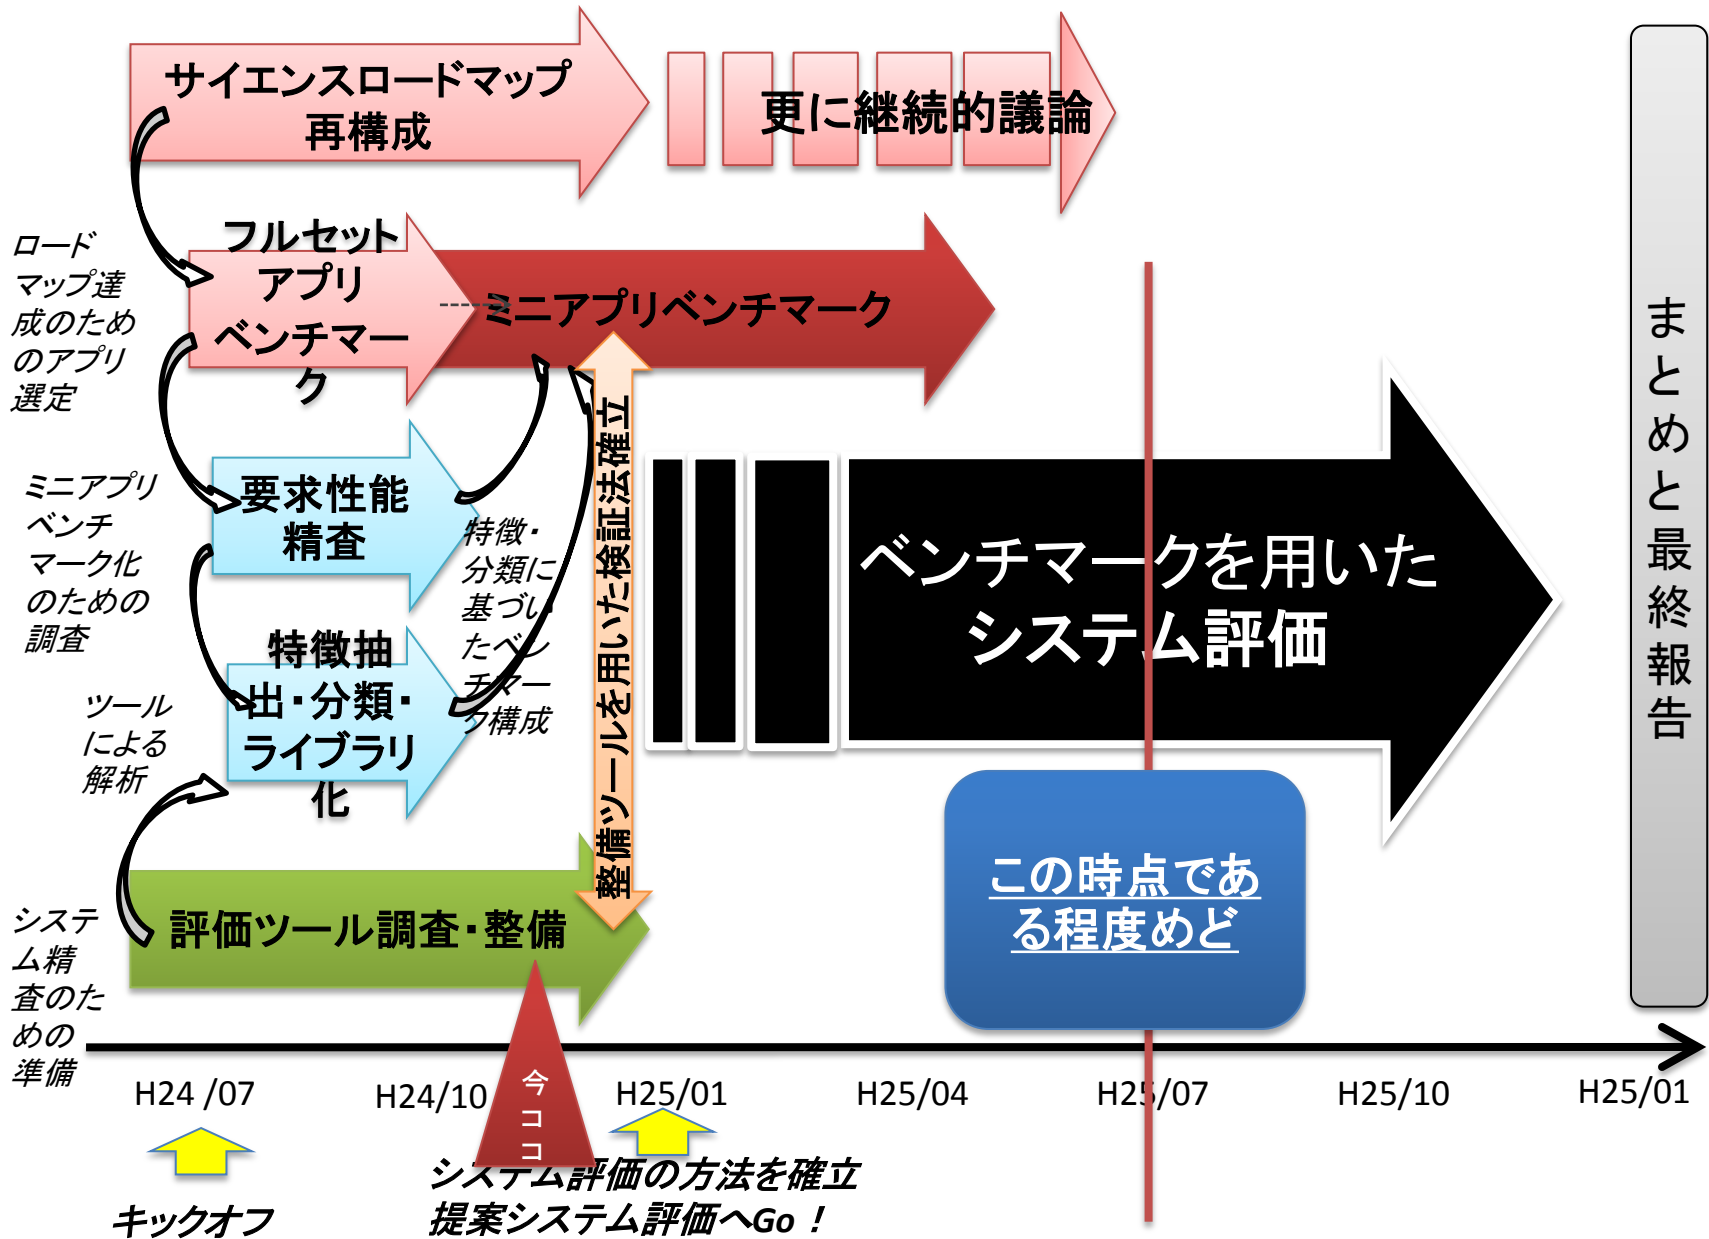 サイエンスロードマップ
再構成
更に継続的議論
ロード
マップ達
成のため
のアプリ
選定
フルセット
アプリ
ベンチマー
ク
ミニアプリベンチマーク
ミニアプリ
ベンチ
マーク化
のための
調査
要求性能
精査
特徴・
分類に
基づい
たベン
チマー
ク構成
整備ツールを用いた検証法確立
ベンチマークを用いた
システム評価
まとめと最終報告
ツール
による
解析
特徴抽
出・分類・
ライブラリ
化
この時点であ
る程度めど
システ
ム精
査のた
めの
準備
評価ツール調査・整備
今
コ
コ
H24 /07
H24/10
H25/01
H25/04
H25/07
H25/10
H25/01
キックオフ
システム評価の方法を確立
提案システム評価へGo！